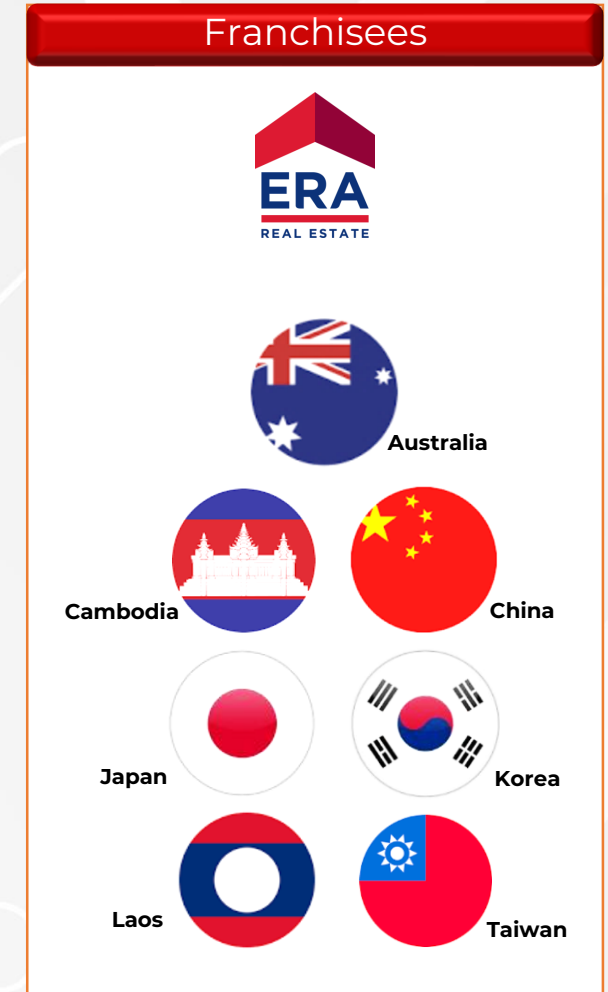 Franchisees
ERA
REAL ESTATE
Australia
Cambodia
China
Japan
Korea
Laos
Taiwan